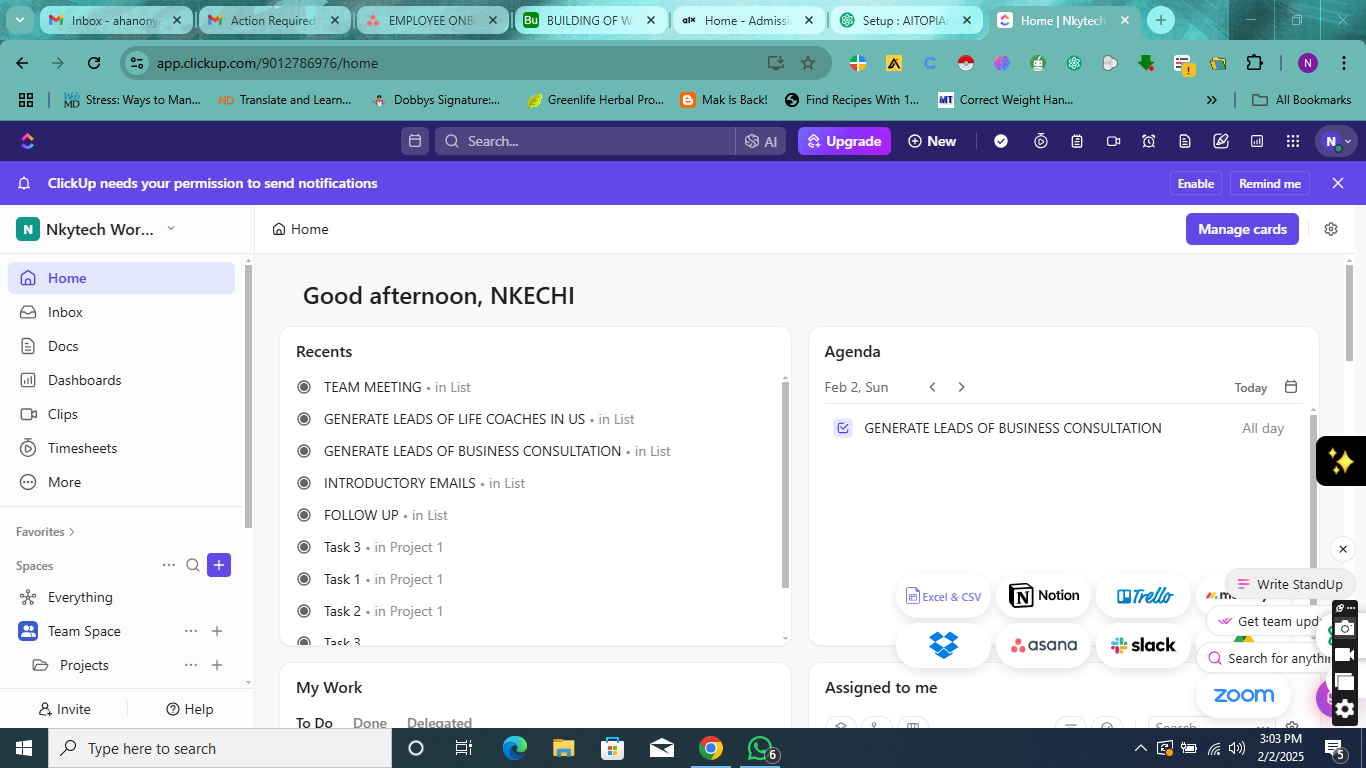 Inbox - ahanony
Action Required
EMPLOYEE ONB
Bu BUILDING OF W
alx Home - Admissi
Setup : AITOPIA
Home | Nkytech
app.clickup.com/9012786976/home
N
Web MD Stress: Ways to Man...
ND Translate and Learn...
Dobbys Signature:...
Greenlife Herbal Pro...
Mak Is Back!
Find Recipes With 1...
MT Correct Weight Han...
All Bookmarks
Search...
AI
Upgrade
New
N
ClickUp needs your permission to send notifications
Enable
Remind me
N Nkytech Wor...
Home
Manage cards
Home
Inbox
Docs
Dashboards
Clips
Timesheets
More
Favorites
Spaces
Everything
Team Space
Projects
Invite
Help
Good afternoon, NKECHI
Recents
TEAM MEETING • in List
GENERATE LEADS OF LIFE COACHES IN US • in List
GENERATE LEADS OF BUSINESS CONSULTATION • in List
INTRODUCTORY EMAILS • in List
FOLLOW UP • in List
Task 3 • in Project 1
Task 1 • in Project 1
Task 2 • in Project 1
Task 3
Agenda
Feb 2, Sun
Today
GENERATE LEADS OF BUSINESS CONSULTATION
All day
Excel & CSV
Notion
Trello
asana
slack
zoom
Write StandUp
Get team upd
Search for anythi
My Work
To Do
Done
Delegated
Assigned to me
Search...
Type here to search
6
3:03 PM
2/2/2025
5